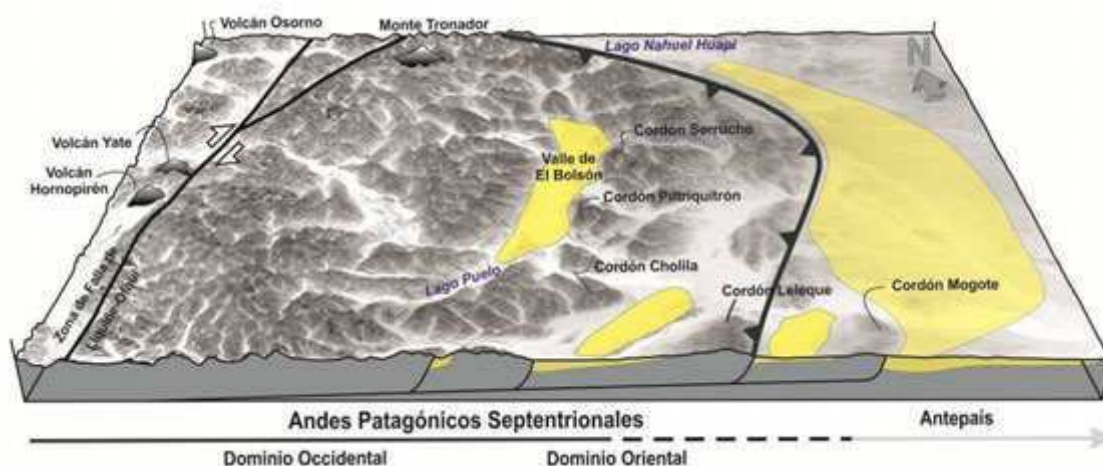 Volcán Osorno
Monte Tronador
Lago Nahuel Huapi
N
Volcán Yate
Volcán
Hornopirén
Cordón Serrucho
Valle de
El Bolsón
Cordón Piltriquitrón
Lago Puelo
Cordón Cholila
Cordón Leleque
Cordón Mogote
Zona de Falla de
Liquiñe-Ofqui
Andes Patagónicos Septentrionales
Antepaís
Dominio Occidental
Dominio Oriental